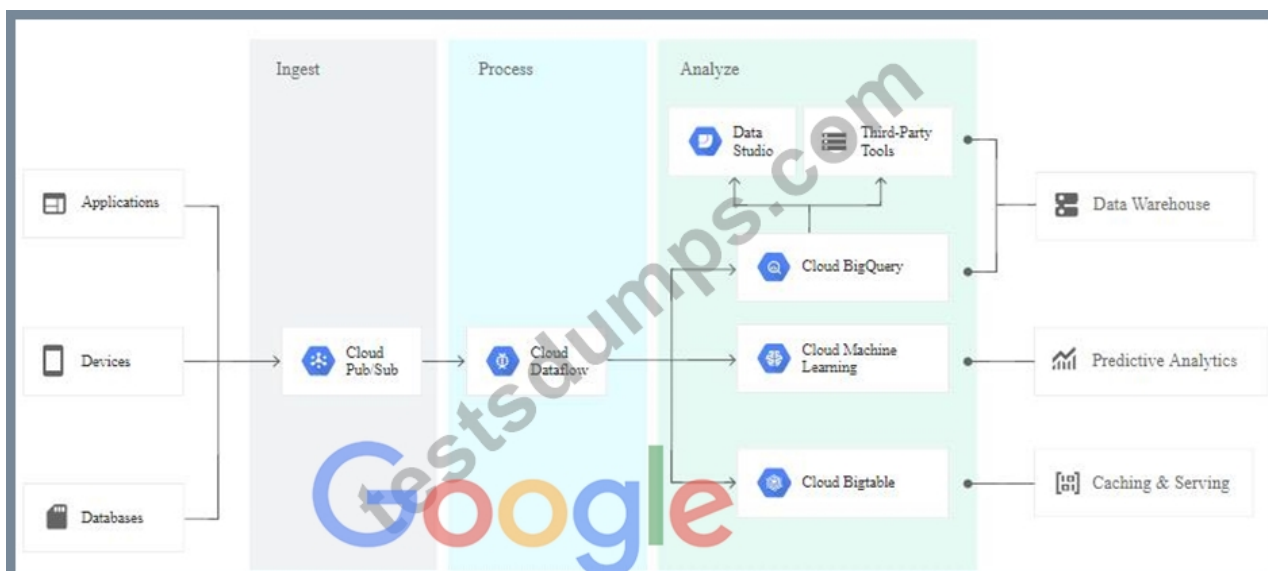 Ingest
Process
Analyze
Data
Studio
Third-Party
Tools
Applications
Data Warehouse
Cloud BigQuery
Devices
Cloud
Pub/Sub
Cloud
Dataflow
Cloud Machine
Learning
Predictive Analytics
Databases
Cloud Bigtable
Caching & Serving
Google
testsdumps.com